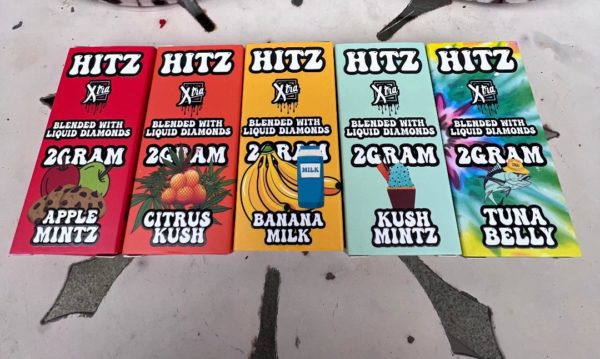 HITZ
Xtra
BLENDED WITH
LIQUID DIAMONDS
2GRAM
APPLE
MINTZ
HITZ
Xtra
BLENDED WITH
LIQUID DIAMONDS
2GRAM
CITRUS
KUSH
HITZ
Xtra
BLENDED WITH
LIQUID DIAMONDS
2GRAM
MILK
BANANA
MILK
HITZ
Xtra
BLENDED WITH
LIQUID DIAMONDS
2GRAM
KUSH
MINTZ
HITZ
Xtra
BLENDED WITH
LIQUID DIAMONDS
2GRAM
TUNA
BELLY